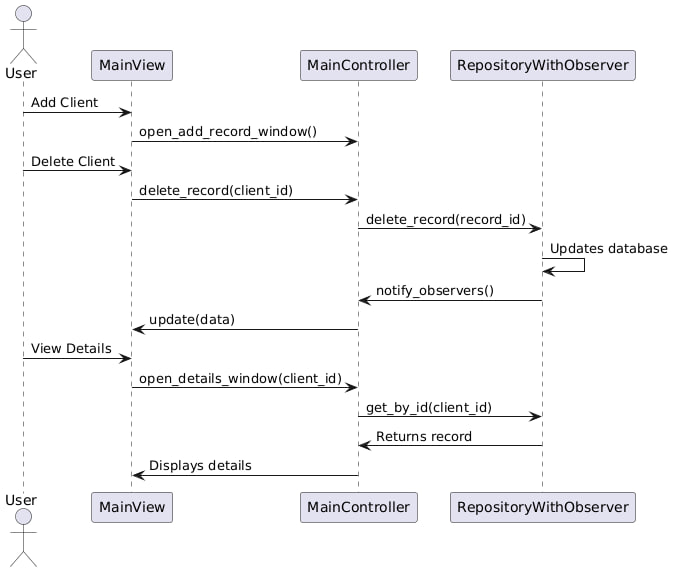 User
MainView
MainController
RepositoryWithObserver
Add Client
open_add_record_window()
Delete Client
delete_record(client_id)
delete_record(record_id)
Updates database
notify_observers()
update(data)
View Details
open_details_window(client_id)
get_by_id(client_id)
Returns record
Displays details
User
MainView
MainController
RepositoryWithObserver